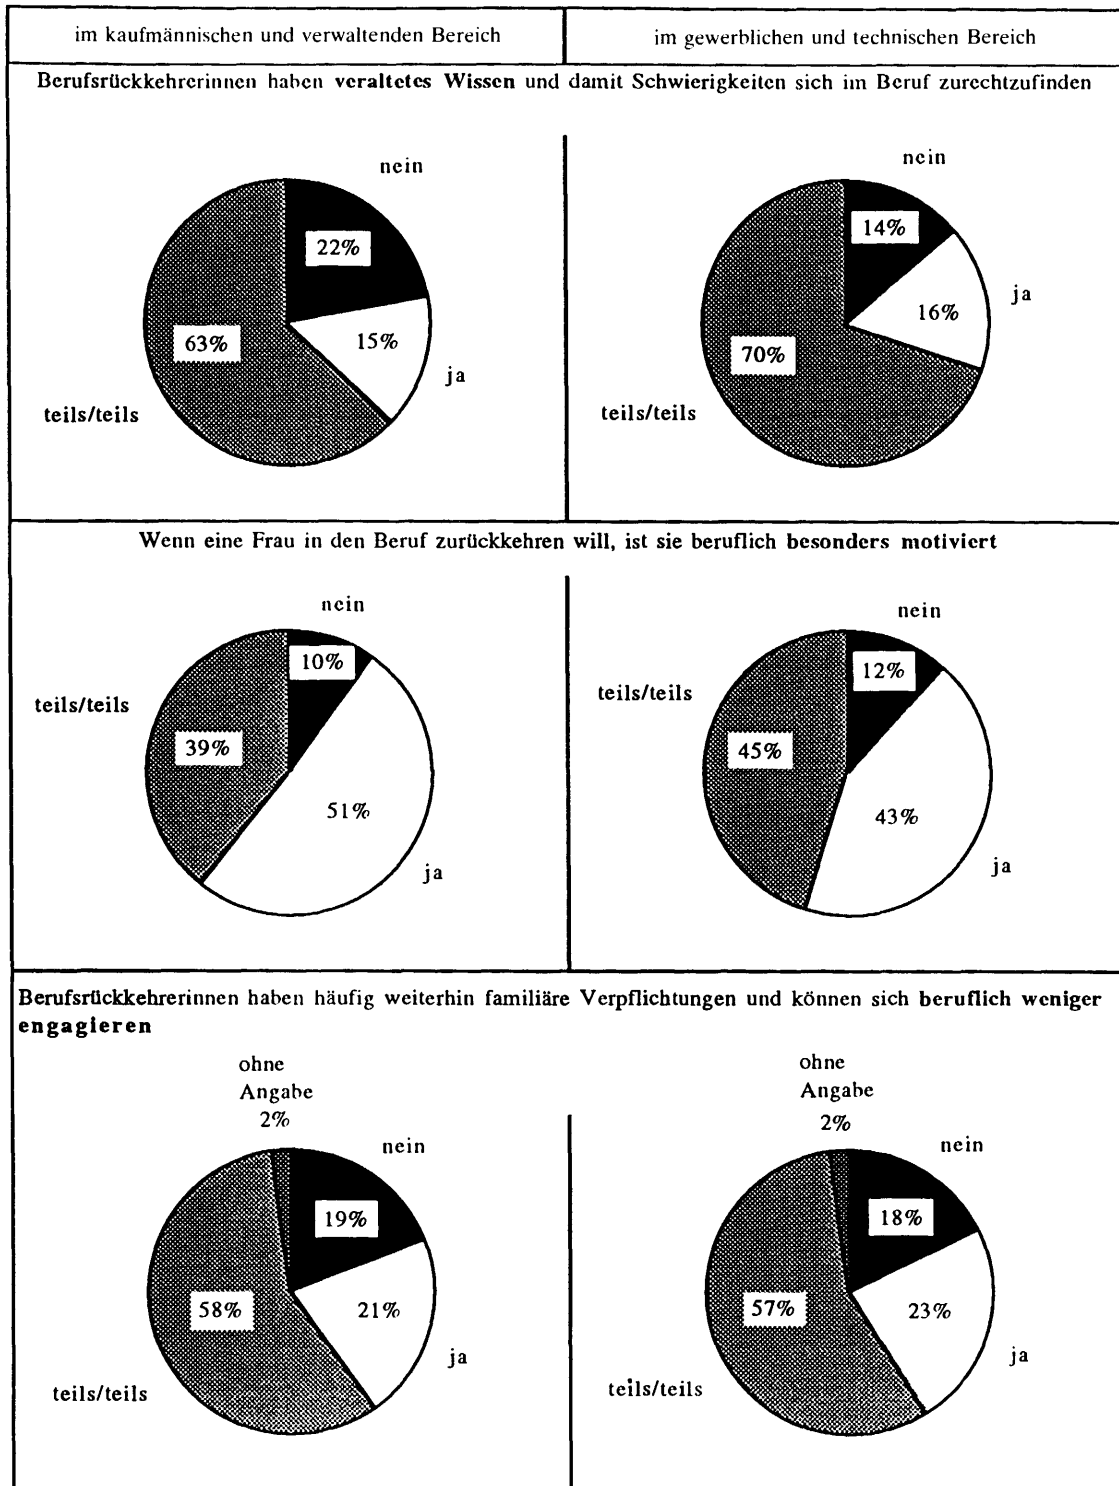 im kaufmännischen und verwaltenden Bereich
im gewerblichen und technischen Bereich
Berufsrückkehrerinnen haben veraltetes Wissen und damit Schwierigkeiten sich im Beruf zurechtzufinden
nein
22%
15%
ja
63%
teils/teils
nein
14%
ja
16%
70%
teils/teils
Wenn eine Frau in den Beruf zurückkehren will, ist sie beruflich besonders motiviert
nein
10%
teils/teils
39%
51%
ja
nein
12%
teils/teils
45%
43%
ja
Berufsrückkehrerinnen haben häufig weiterhin familiäre Verpflichtungen und können sich beruflich weniger
engagieren
ohne
Angabe
2%
nein
19%
58%
21%
ja
teils/teils
ohne
Angabe
2%
nein
18%
57%
23%
ja
teils/teils